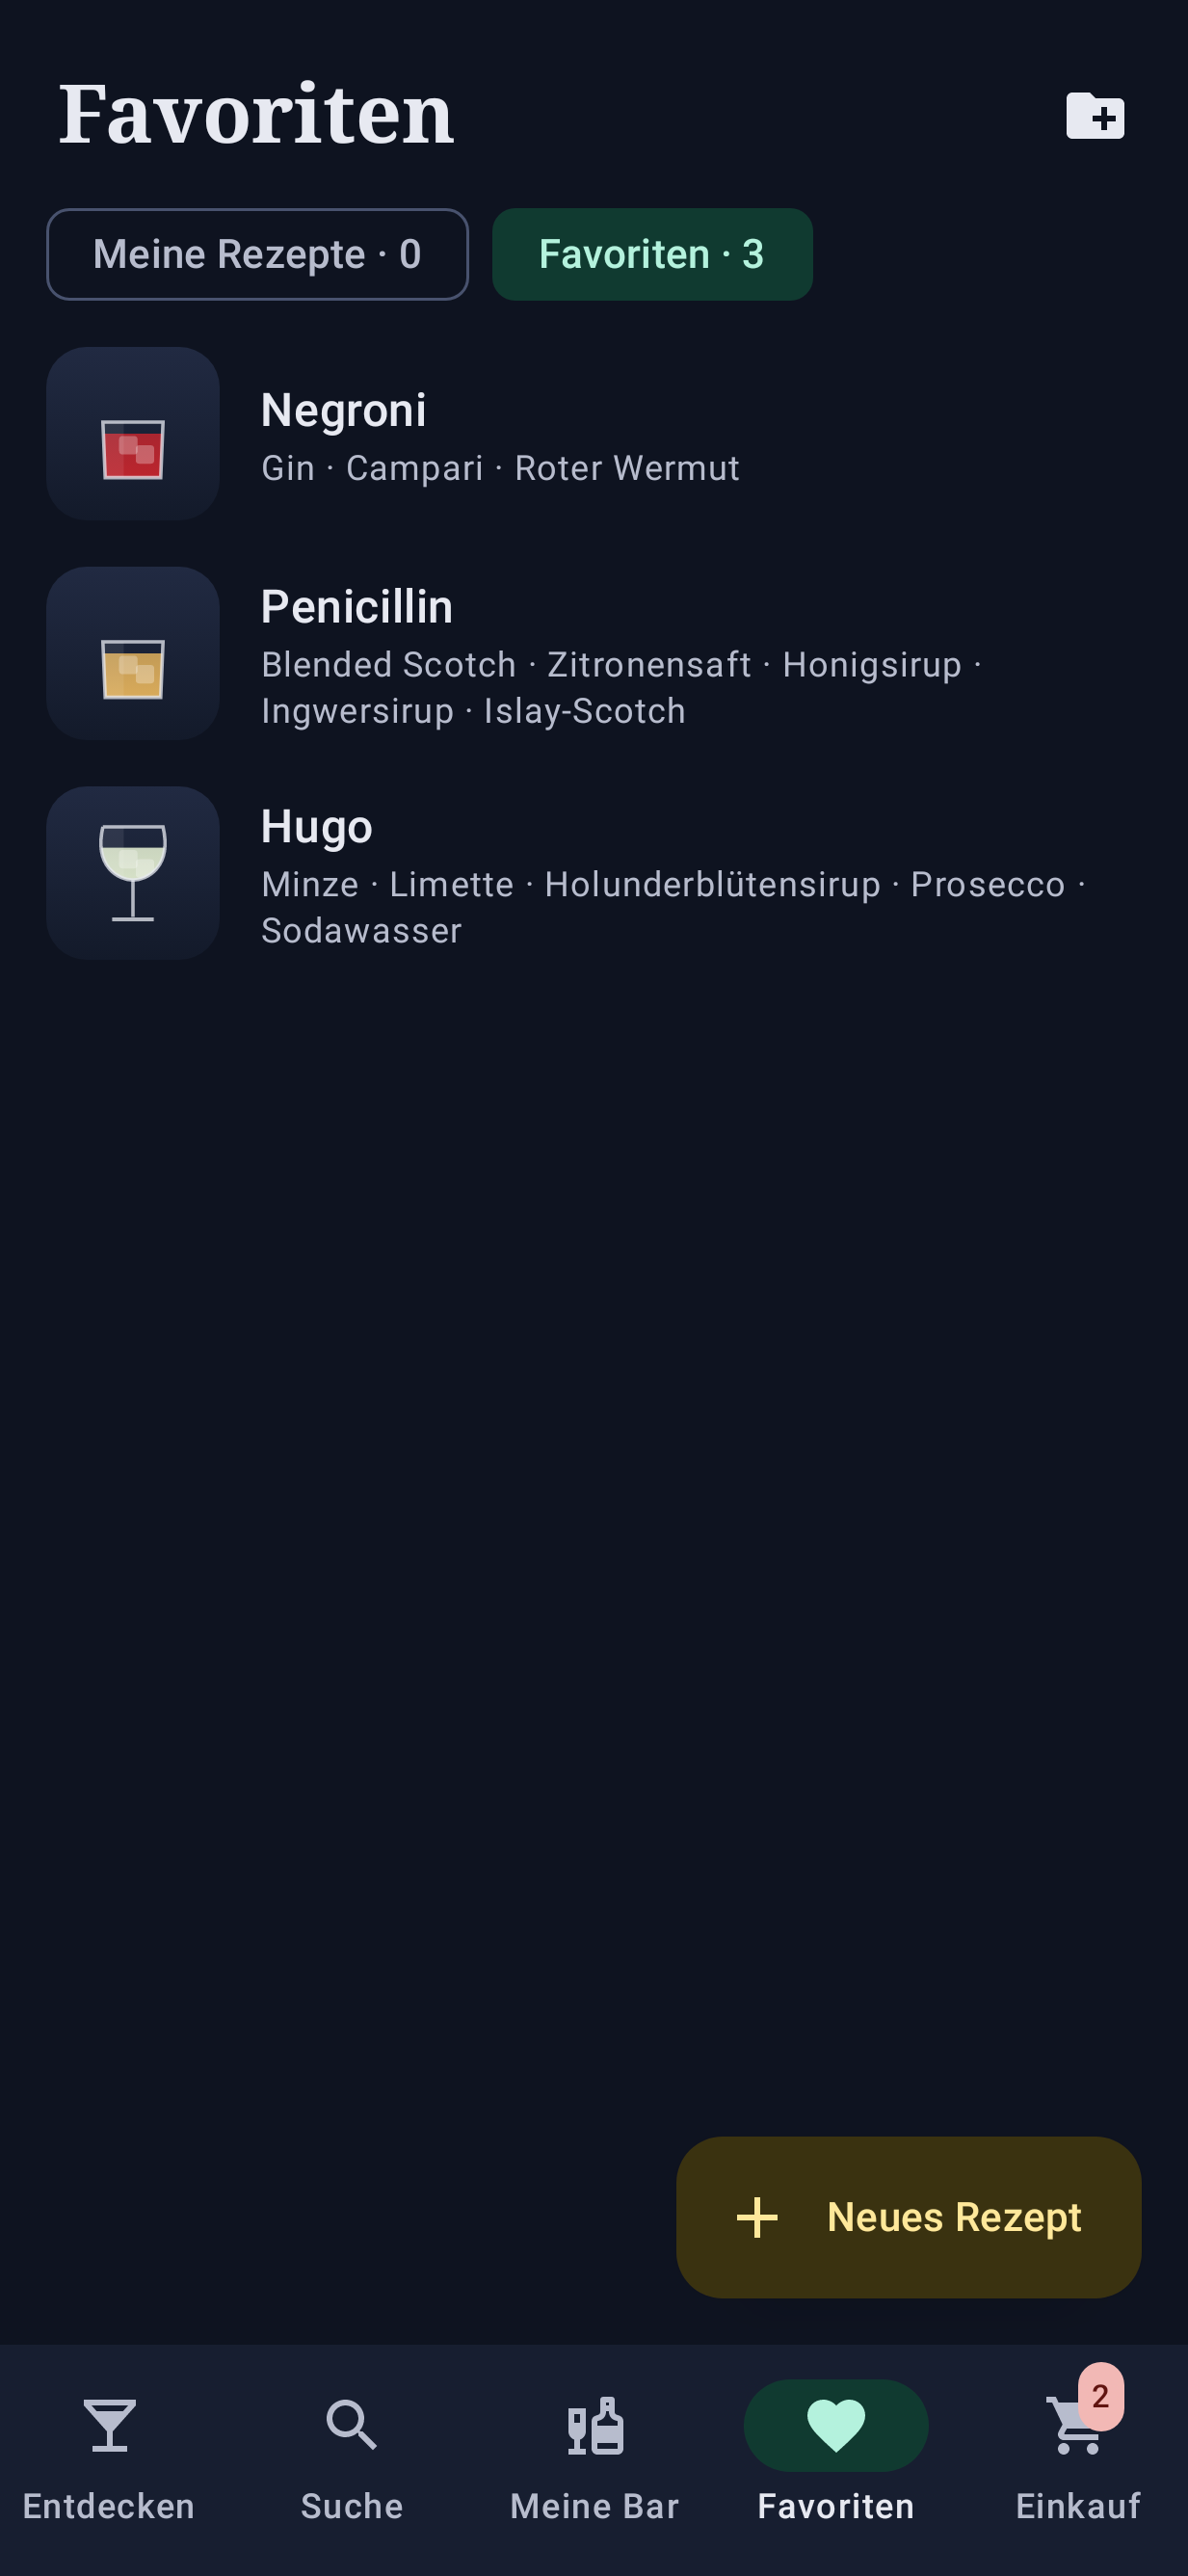 Favoriten
Meine Rezepte · 0
Favoriten · 3
Negroni
Gin · Campari · Roter Wermut
Penicillin
Blended Scotch · Zitronensaft · Honigsirup ·
Ingwersirup · Islay-Scotch
Hugo
Minze · Limette · Holunderblütensirup · Prosecco ·
Sodawasser
Neues Rezept
2
Entdecken
Suche
Meine Bar
Favoriten
Einkauf